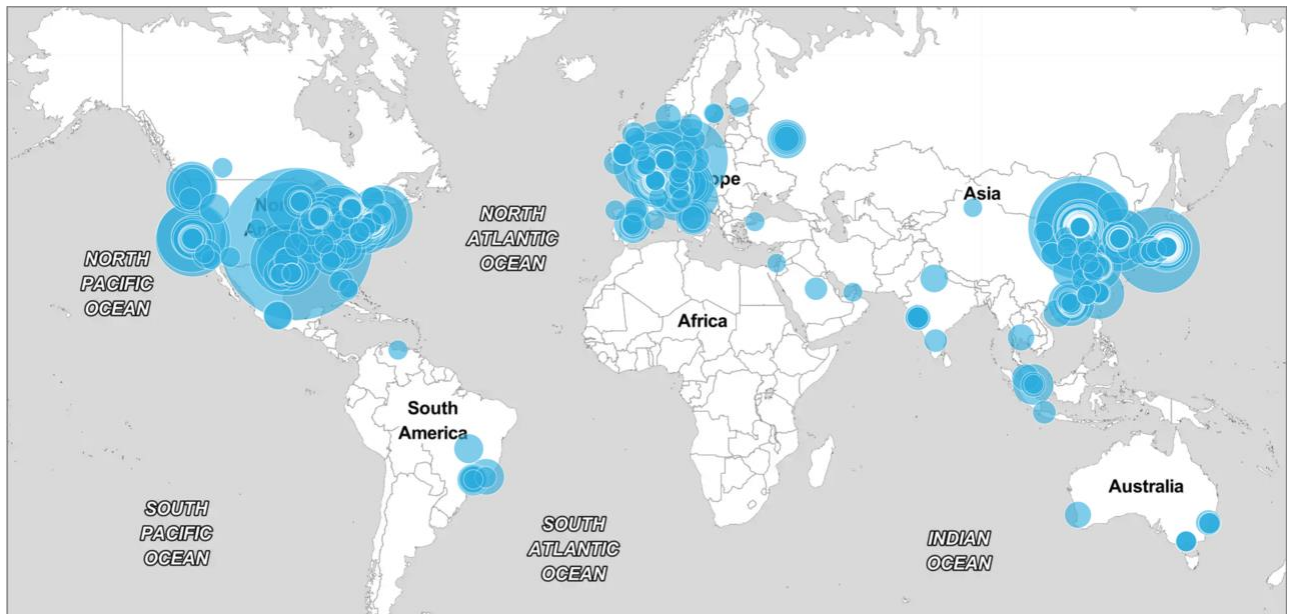 NORTH
PACIFIC
OCEAN
NORTH
ATLANTIC
OCEAN
ope
Asia
Africa
South
America
SOUTH
PACIFIC
OCEAN
SOUTH
ATLANTIC
OCEAN
INDIAN
OCEAN
Australia